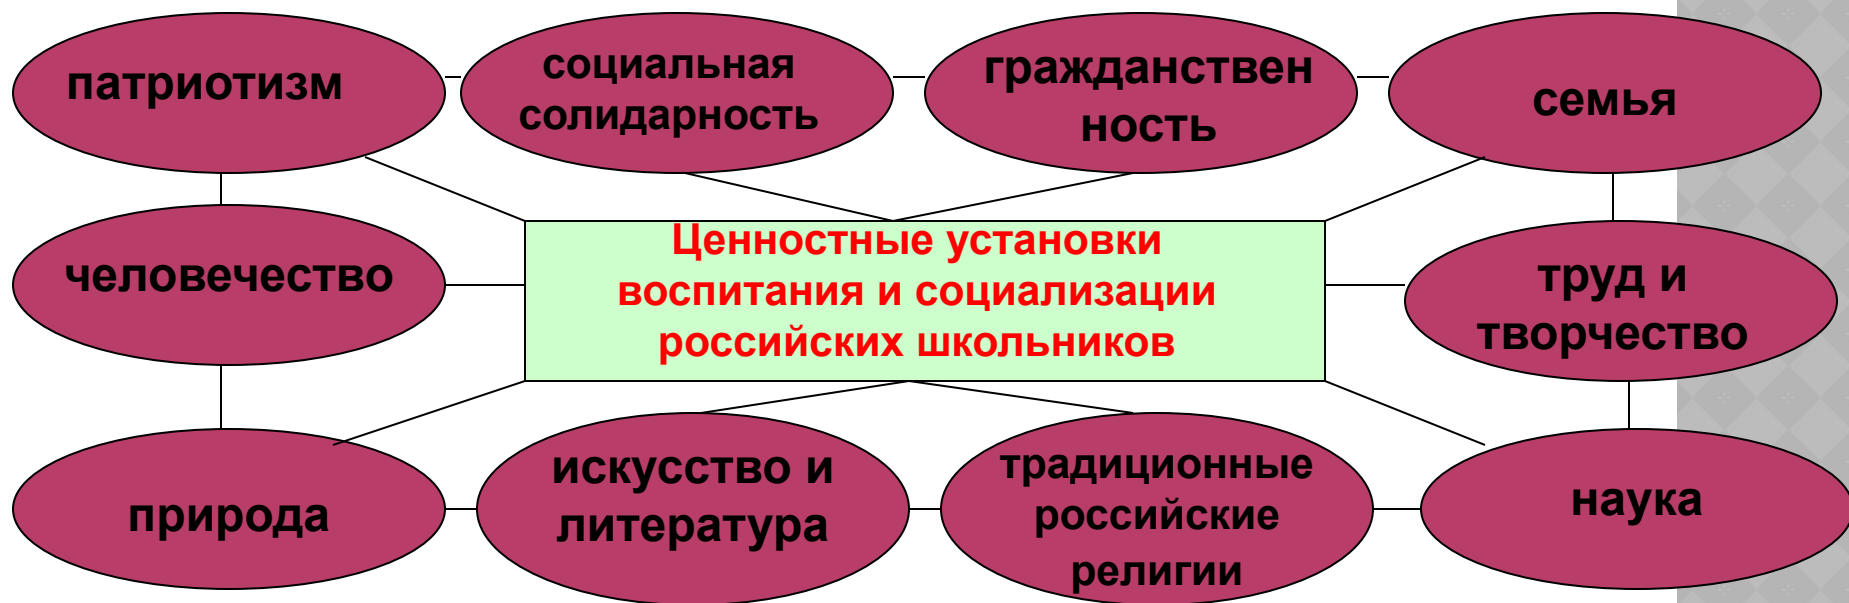 патриотизм
социальная
солидарность
гражданствен
ность
семья
человечество
Ценностные установки
воспитания и социализации
российских школьников
труд и
творчество
природа
искусство и
литература
традиционные
российские
религии
наука